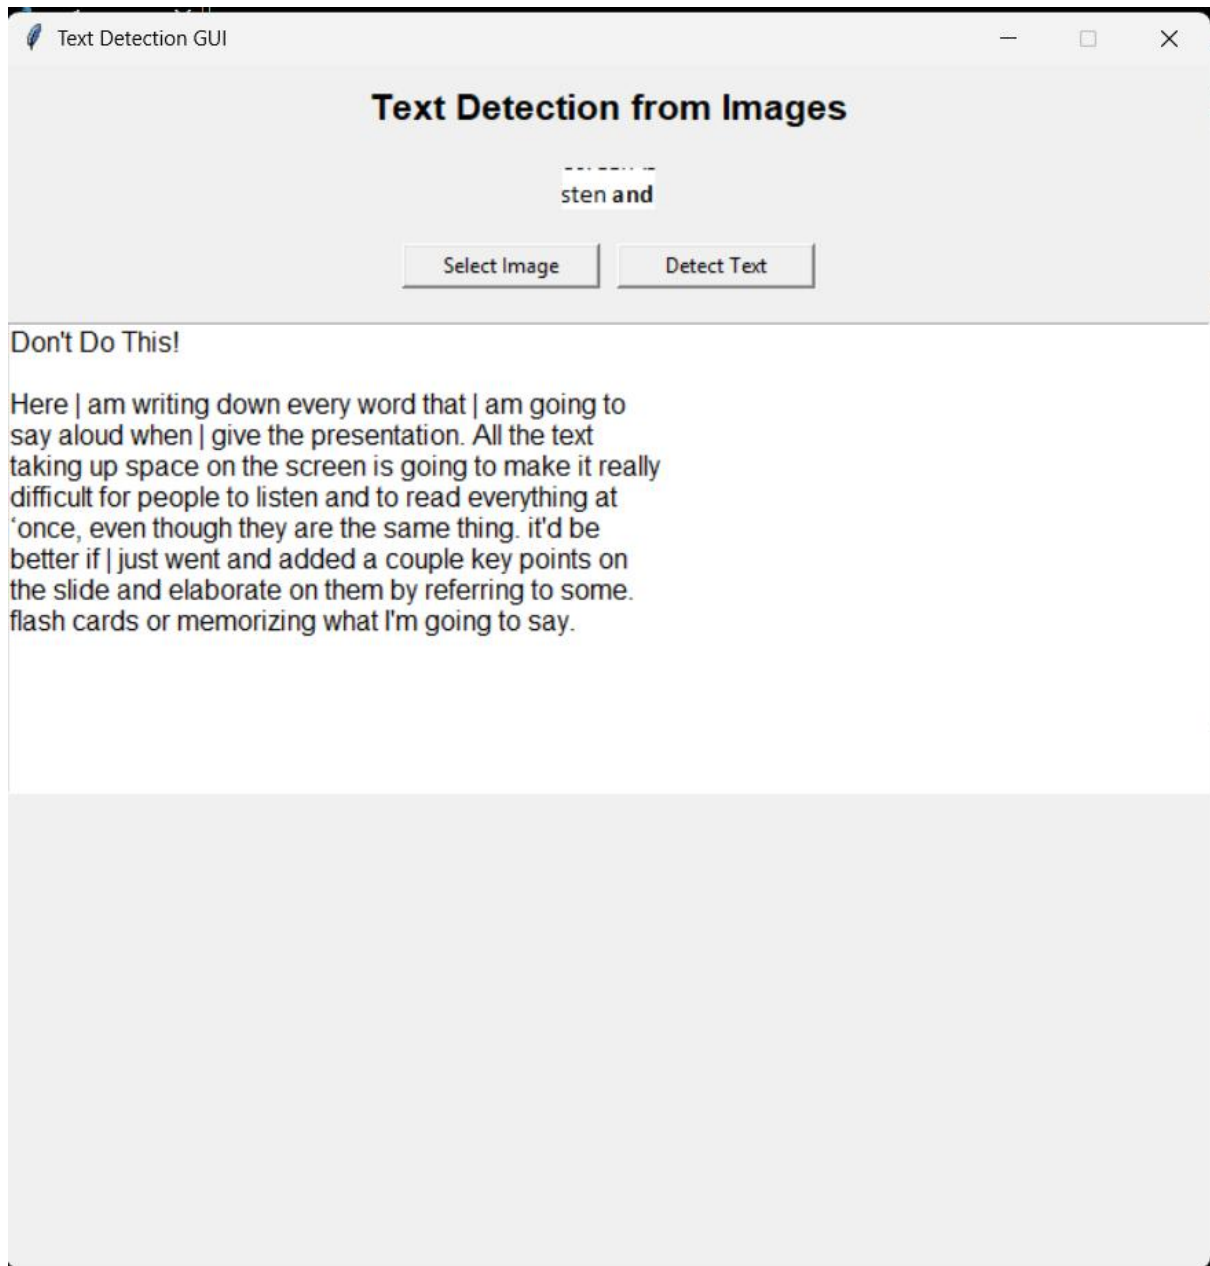 Text Detection GUI
Text Detection from Images
sten and
Select Image
Detect Text
Don't Do This!
Here | am writing down every word that | am going to
say aloud when | give the presentation. All the text
taking up space on the screen is going to make it really
difficult for people to listen and to read everything at
‘once, even though they are the same thing. it'd be
better if | just went and added a couple key points on
the slide and elaborate on them by referring to some.
flash cards or memorizing what I'm going to say.